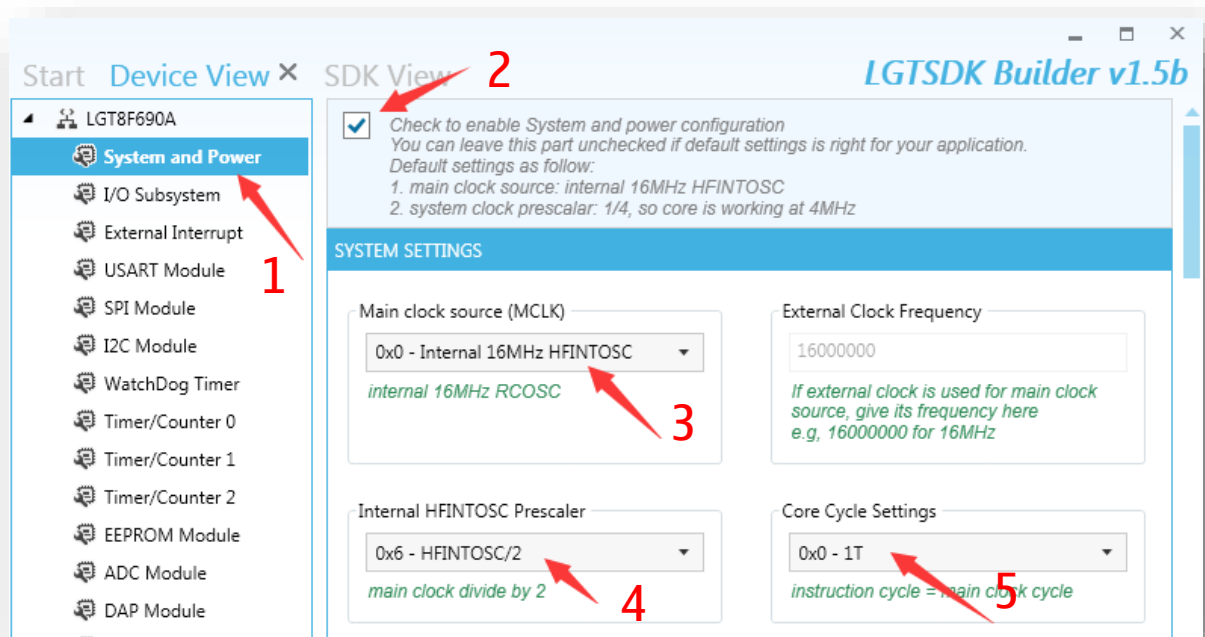 Start Device View × SDK View
LGTSDK Builder v1.5b
2
LGT8F690A
System and Power
I/O Subsystem
External Interrupt
USART Module
SPI Module
I2C Module
WatchDog Timer
Timer/Counter 0
Timer/Counter 1
Timer/Counter 2
EEPROM Module
ADC Module
DAP Module
1
Check to enable System and power configuration
You can leave this part unchecked if default settings is right for your application.
Default settings as follow:
1. main clock source: internal 16MHz HFINTOSC
2. system clock prescalar: 1/4, so core is working at 4MHz
SYSTEM SETTINGS
Main clock source (MCLK)
0x0 - Internal 16MHz HFINTOSC
internal 16MHz RCOSC
3
External Clock Frequency
16000000
If external clock is used for main clock
source, give its frequency here
e.g, 16000000 for 16MHz
Internal HFINTOSC Prescaler
0x6 - HFINTOSC/2
main clock divide by 2
4
Core Cycle Settings
0x0 - 1T
instruction cycle = main clock cycle
5